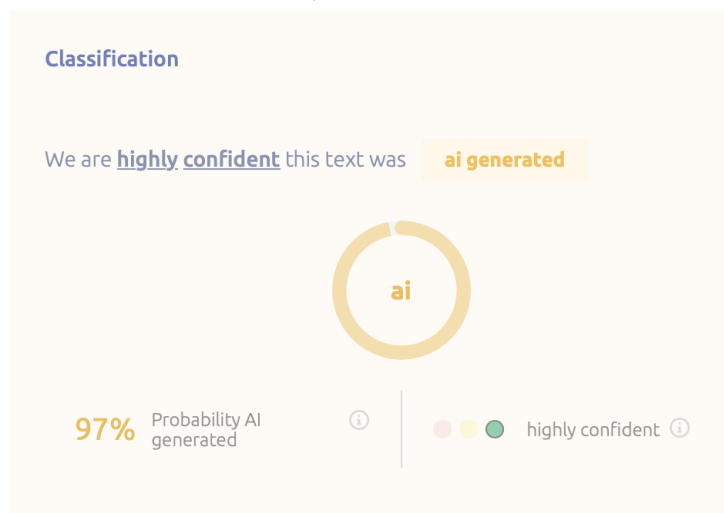 Classification
We are highly confident this text was ai generated
ai
97% Probability AI
generated
highly confident